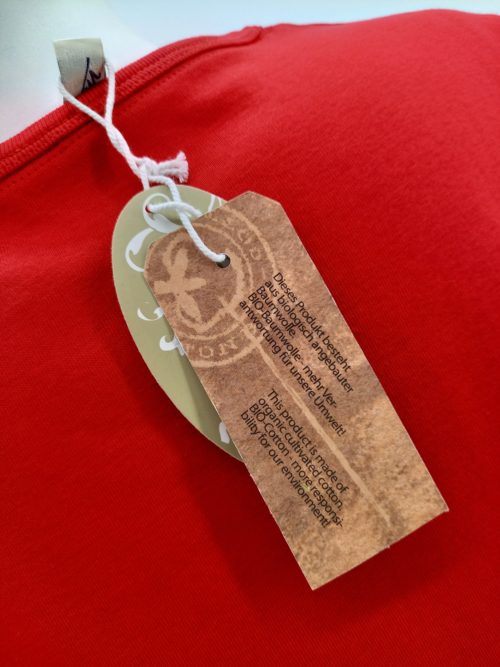 Dieses Produkt besteht
aus biologisch angebauter
Baumwolle.
BIO-Baumwolle - mehr Ver-
antwortung für unsere Umwelt!
This product is made of
organic cultivated cotton.
BIO-Cotton - more responsi-
bility for our environment!